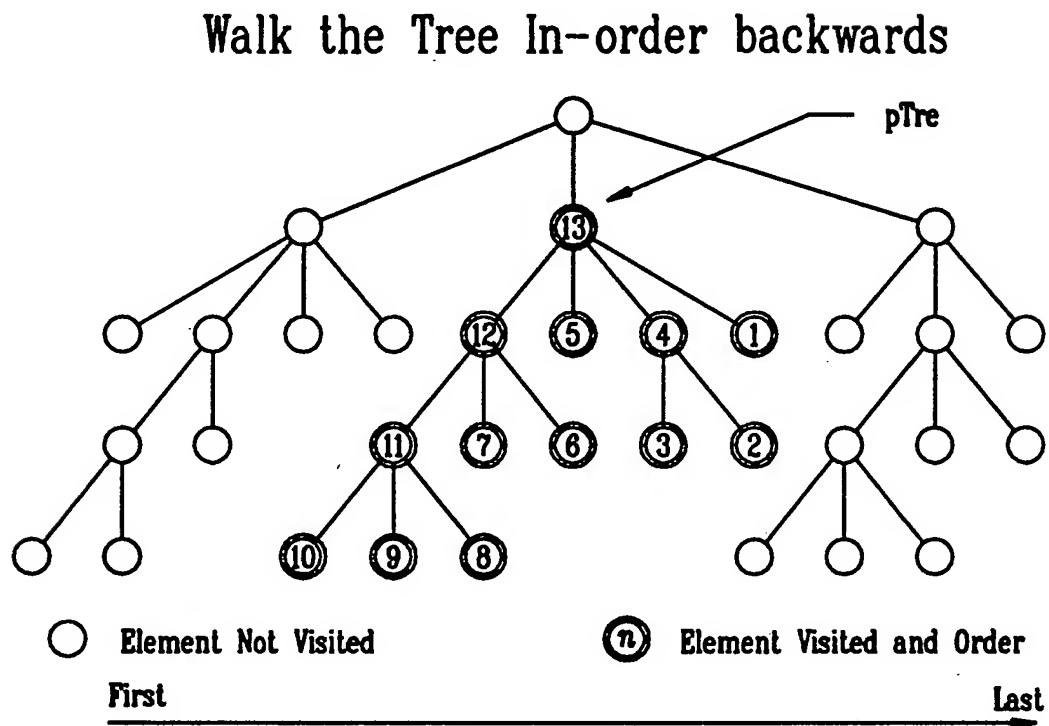 Walk the Tree In-order backwards
pTre
13
12 5 4 1
11 7 6 3 2
10 9 8
Element Not Visited
n Element Visited and Order
First Last